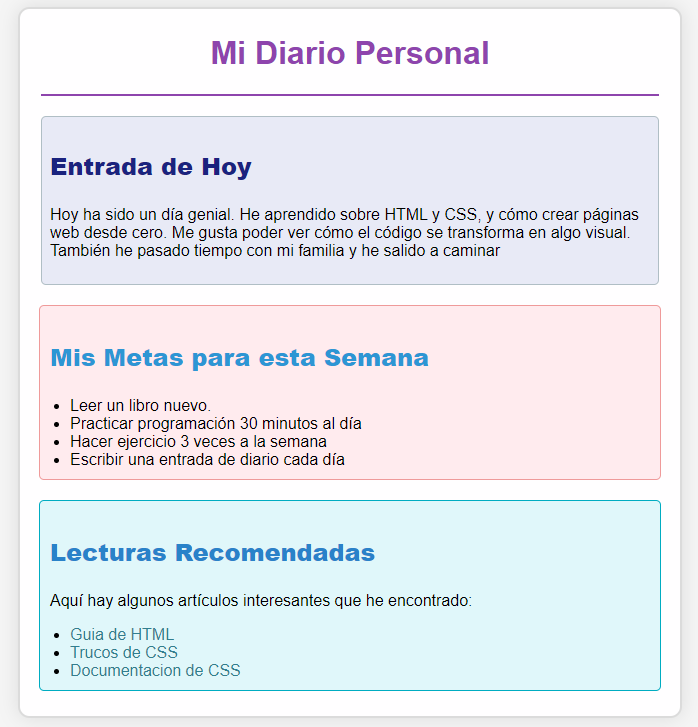 Mi Diario Personal
Entrada de Hoy
Hoy ha sido un día genial. He aprendido sobre HTML y CSS, y cómo crear páginas
web desde cero. Me gusta poder ver cómo el código se transforma en algo visual.
También he pasado tiempo con mi familia y he salido a caminar
Mis Metas para esta Semana
Leer un libro nuevo.
Practicar programación 30 minutos al día
Hacer ejercicio 3 veces a la semana
Escribir una entrada de diario cada día
Lecturas Recomendadas
Aquí hay algunos artículos interesantes que he encontrado:
Guia de HTML
Trucos de CSS
Documentacion de CSS